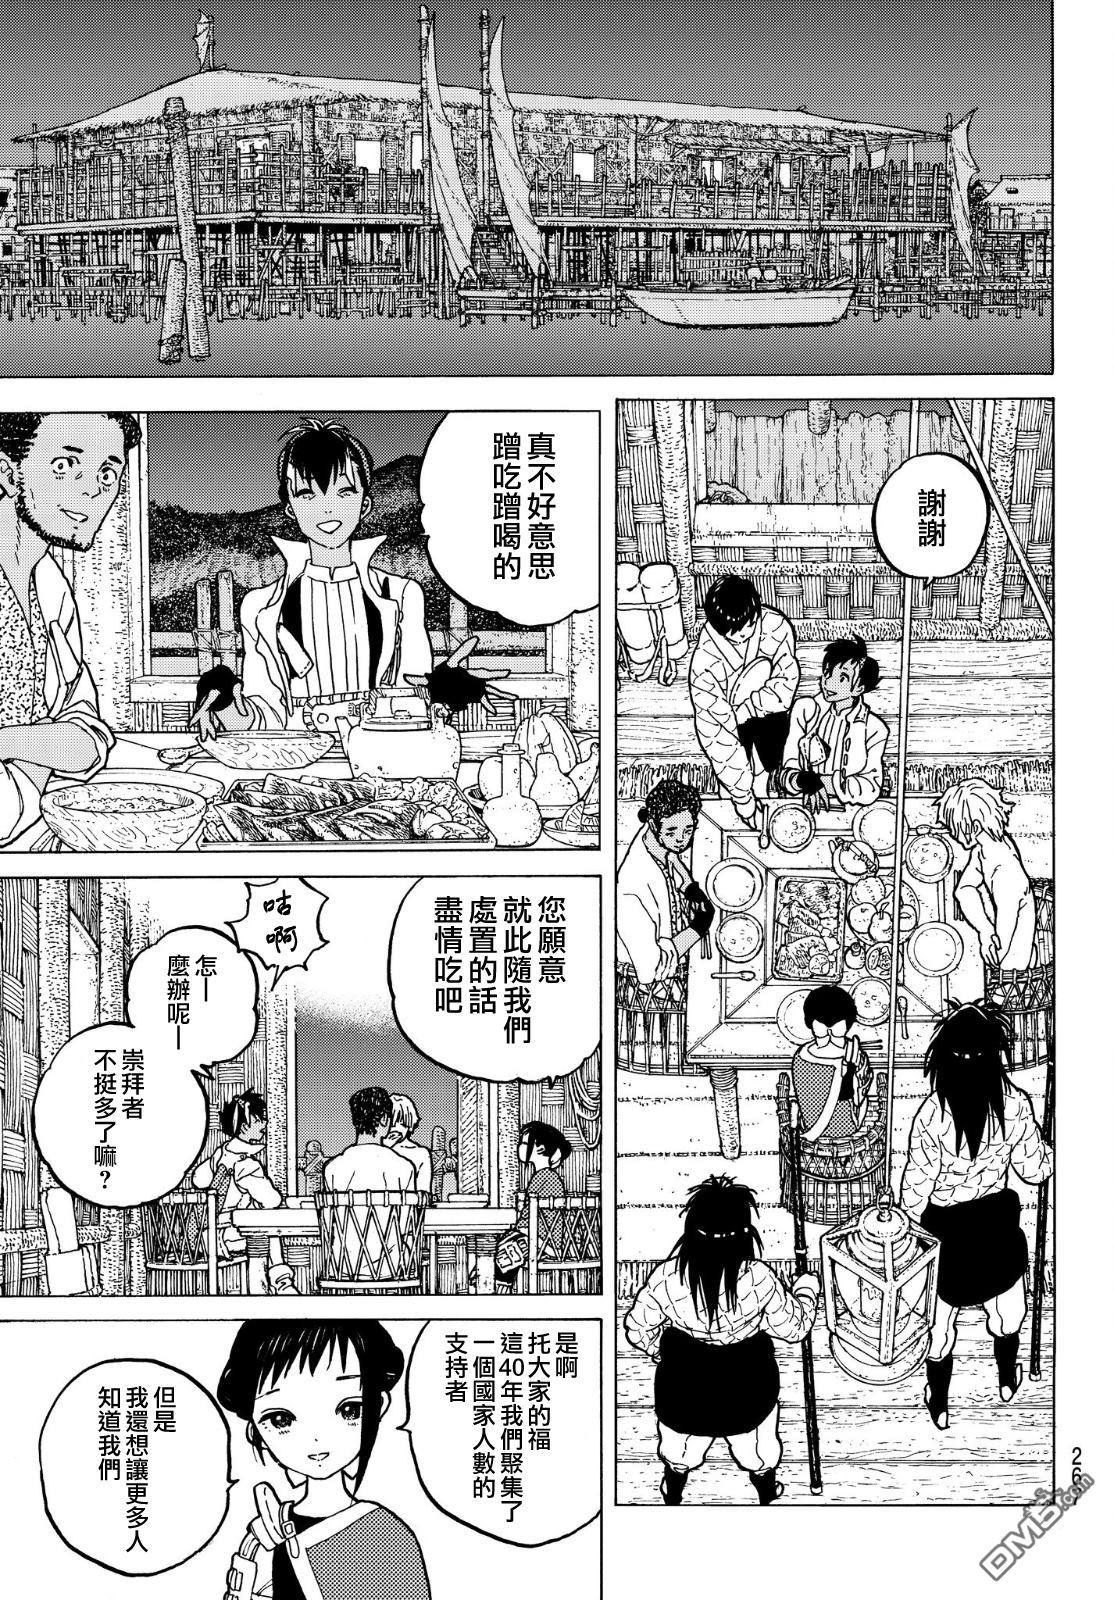 謝謝
真不好意思
蹭吃蹭喝的
您願意
就此隨我們
處置的話
盡情吃吧
咕啊
怎ー
麼辦呢ー
崇拜者
不挺多了嘛?
是啊
托大家的福
這40年我們聚集了
一個國家人數的
支持者
但是
我還想讓更多人
知道我們
DM5.com